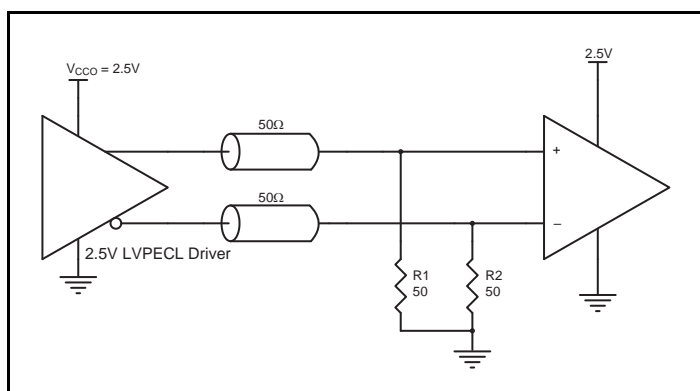 V_CCO = 2.5V
2.5V
50Ω
+
50Ω
–
2.5V LVPECL Driver
R1
50
R2
50